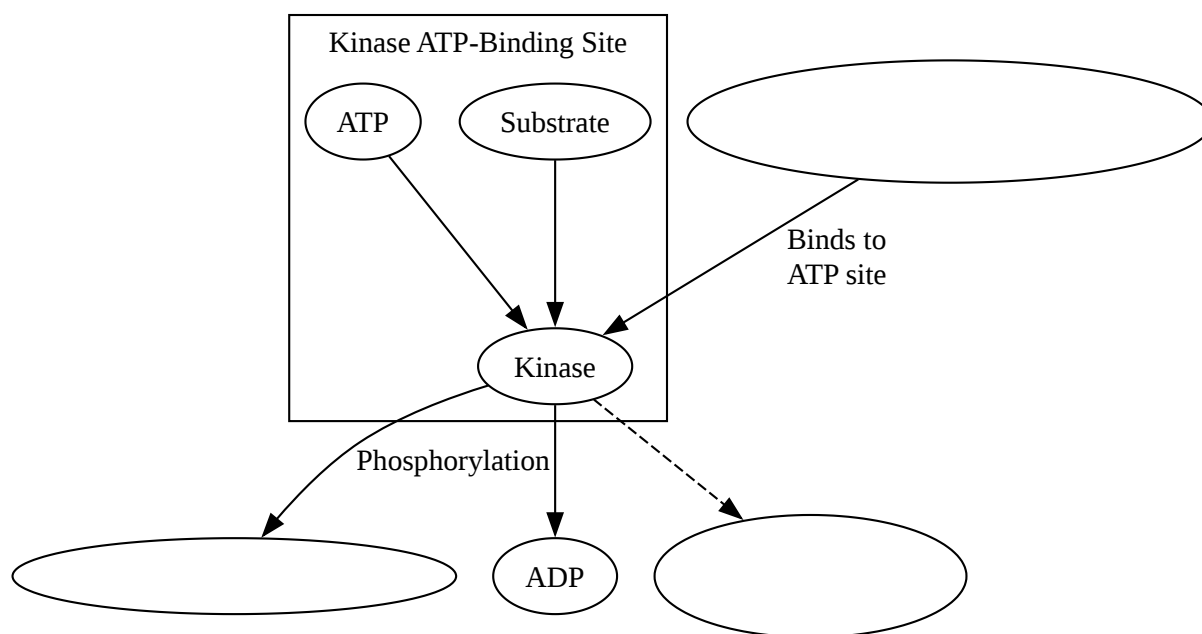 Kinase ATP-Binding Site
ATP
Substrate
Binds to
ATP site
Kinase
Phosphorylation
ADP